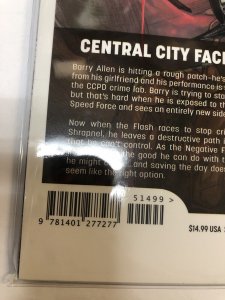 CENTRAL CITY FAC
Barry Allen is hitting a rough patch—he's
from his girlfriend and his performance is
the CCPD crime lab. Barry is trying to sto
but that's hard when he is exposed to th
Speed Force and sees an entirely new side
Now when the Flash races to stop cri
Shrapnel, he leaves a destructive path
that he can't control. As the Negative F
the good he can do with
he might and saving the day does
seem like the right option.
51499 >
9 781401 277277
$14.99 USA